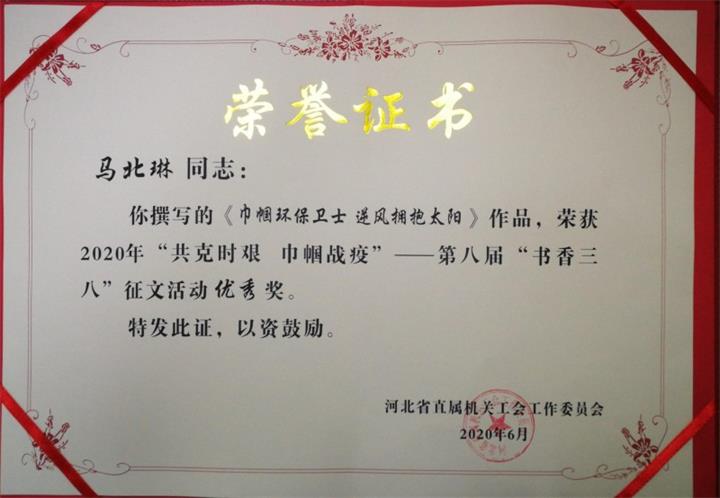 荣誉证书
马北琳 同志：
你撰写的《巾帼环保卫士 逆风拥抱太阳》作品，荣获
2020年“共克时艰 巾帼战疫”——第八届“书香三
八”征文活动优秀奖。
特发此证，以资鼓励。
河北省直属机关工会工作委员会
2020年6月